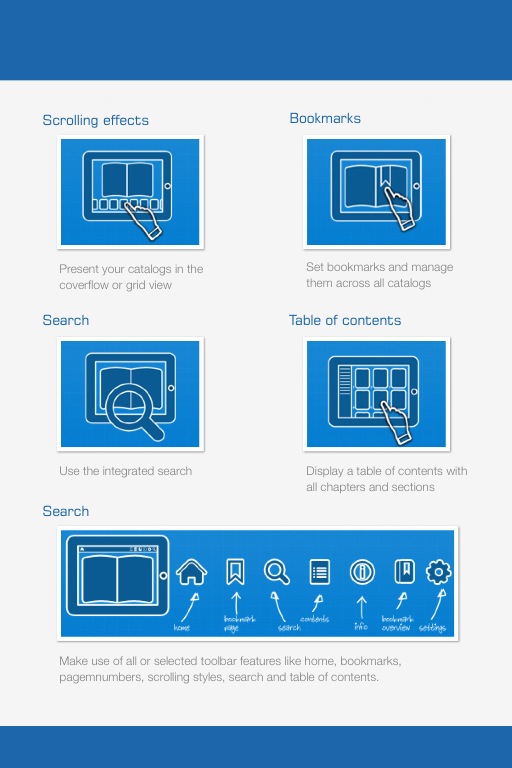 Scrolling effects
Present your catalogs in the
coverflow or grid view
Bookmarks
Set bookmarks and manage
them across all catalogs
Search
Use the integrated search
Table of contents
Display a table of contents with
all chapters and sections
Search
home
bookmark
page
search
contents
info
bookmark
overview
settings
Make use of all or selected toolbar features like home, bookmarks,
pagemnumbers, scrolling styles, search and table of contents.